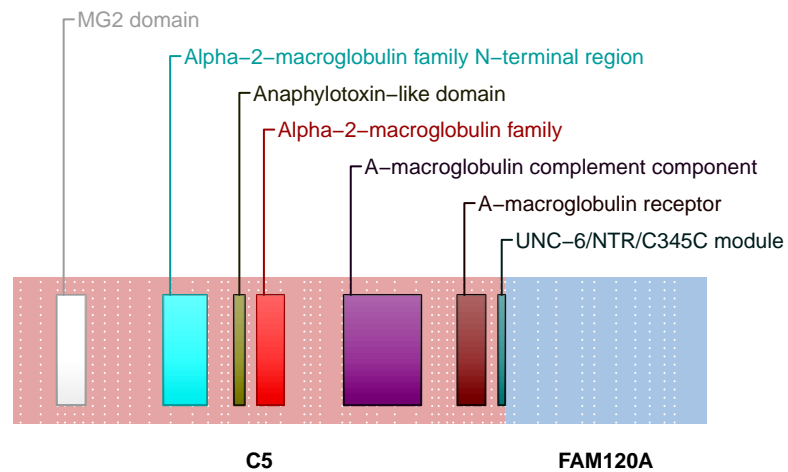 MG2 domain
Alpha−2−macroglobulin family N−terminal region
Anaphylotoxin−like domain
Alpha−2−macroglobulin family
A−macroglobulin complement component
A−macroglobulin receptor
UNC−6/NTR/C345C module
C5 FAM120A